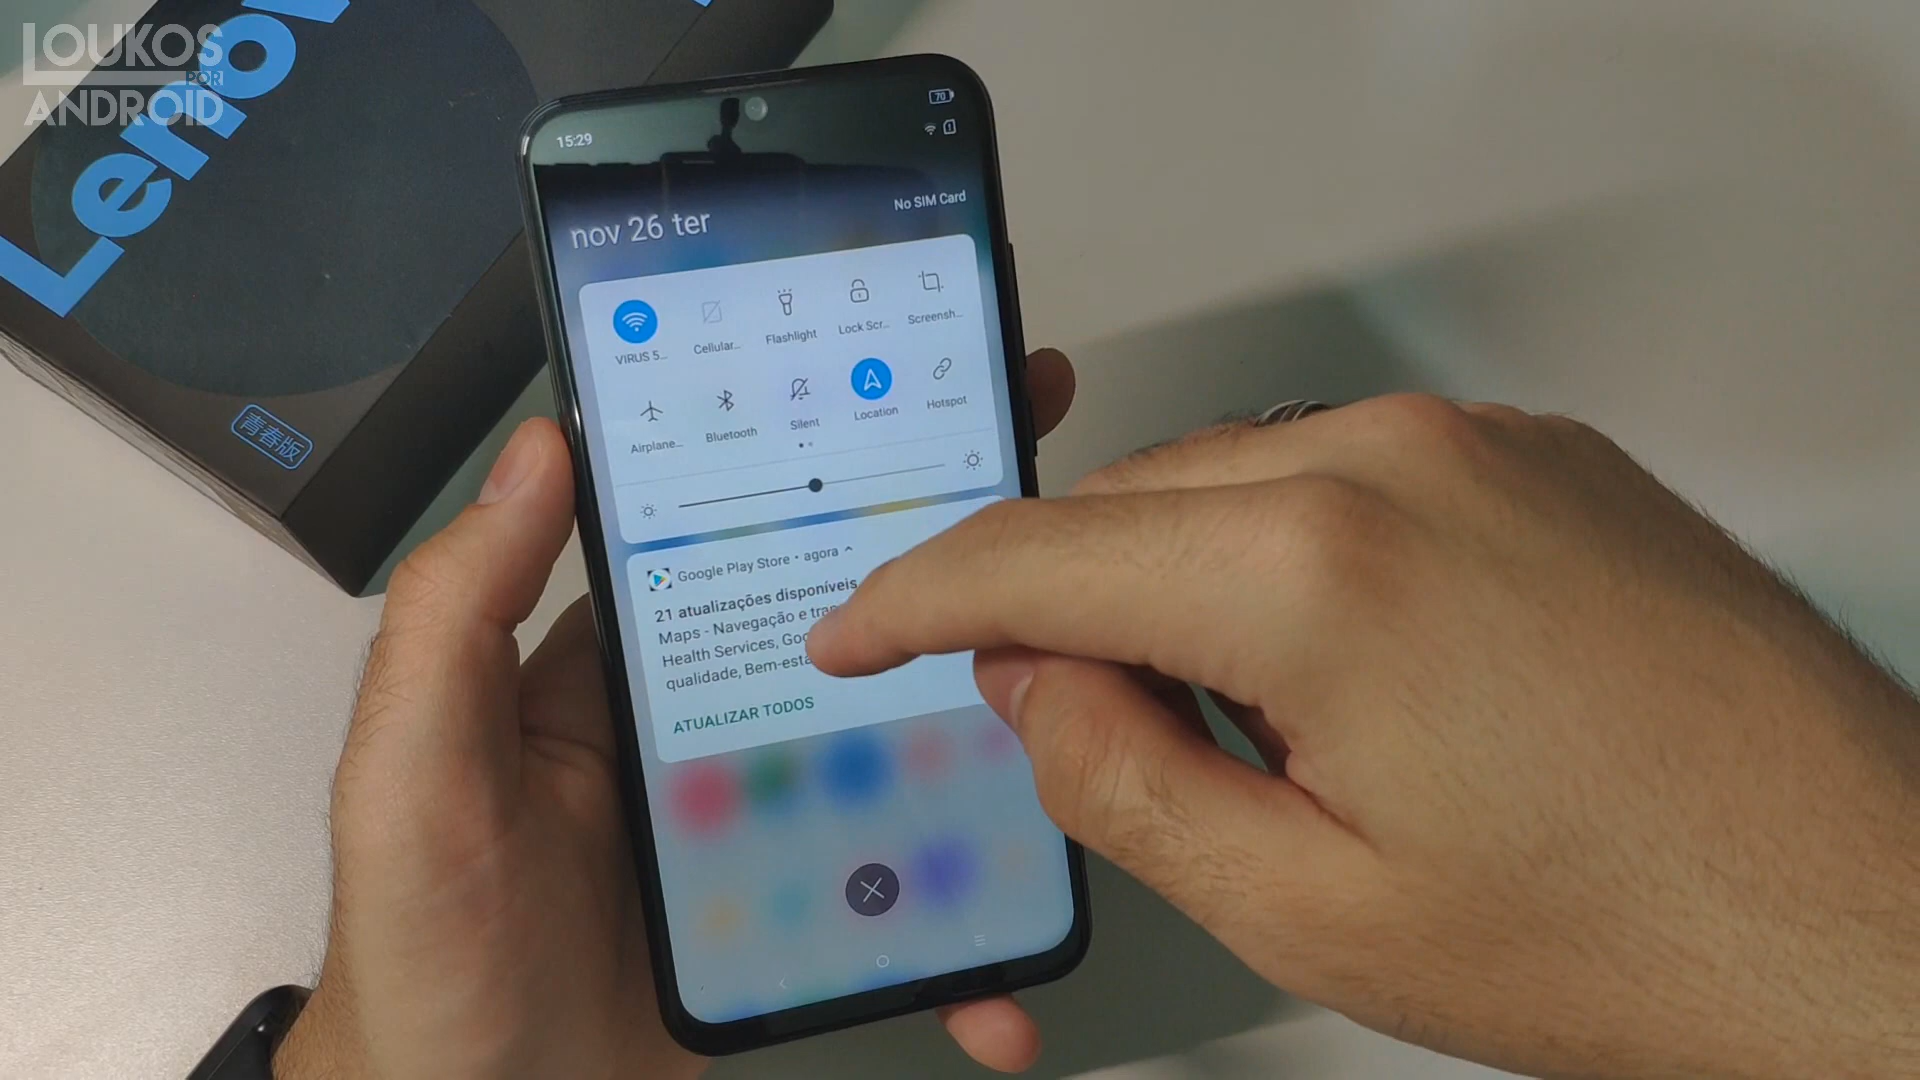 LOUKOS
POR
ANDROID
Lenov
青春版
70
15:29
nov 26 ter
No SIM Card
VIRUS 5...
Cellular...
Flashlight
Lock Scr...
Screensh...
Airplane...
Bluetooth
Silent
Location
Hotspot
Google Play Store • agora
21 atualizações disponíveis
Maps - Navegação e tran
Health Services, Goo
qualidade, Bem-esta
ATUALIZAR TODOS